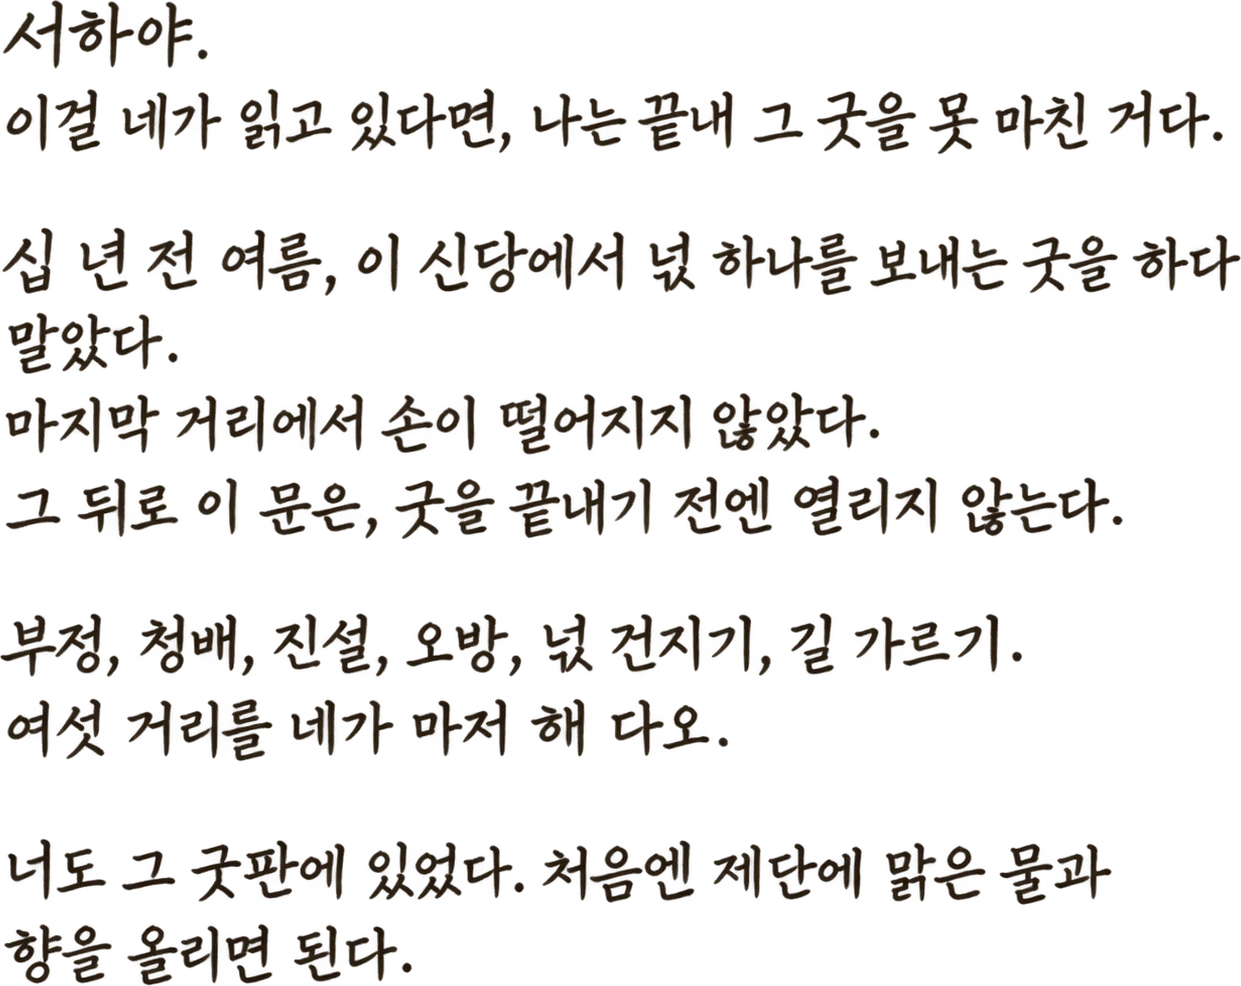 서하야.
이걸 네가 읽고 있다면, 나는 끝내 그 굿을 못 마친 거다.
십 년 전 여름, 이 신당에서 넋 하나를 보내는 굿을 하다
말았다.
마지막 거리에서 손이 떨어지지 않았다.
그 뒤로 이 문은, 굿을 끝내기 전엔 열리지 않는다.
부정, 청배, 진설, 오방, 넋 건지기, 길 가르기.
여섯 거리를 네가 마저 해 다오.
너도 그 굿판에 있었다. 처음엔 제단에 맑은 물과
향을 올리면 된다.